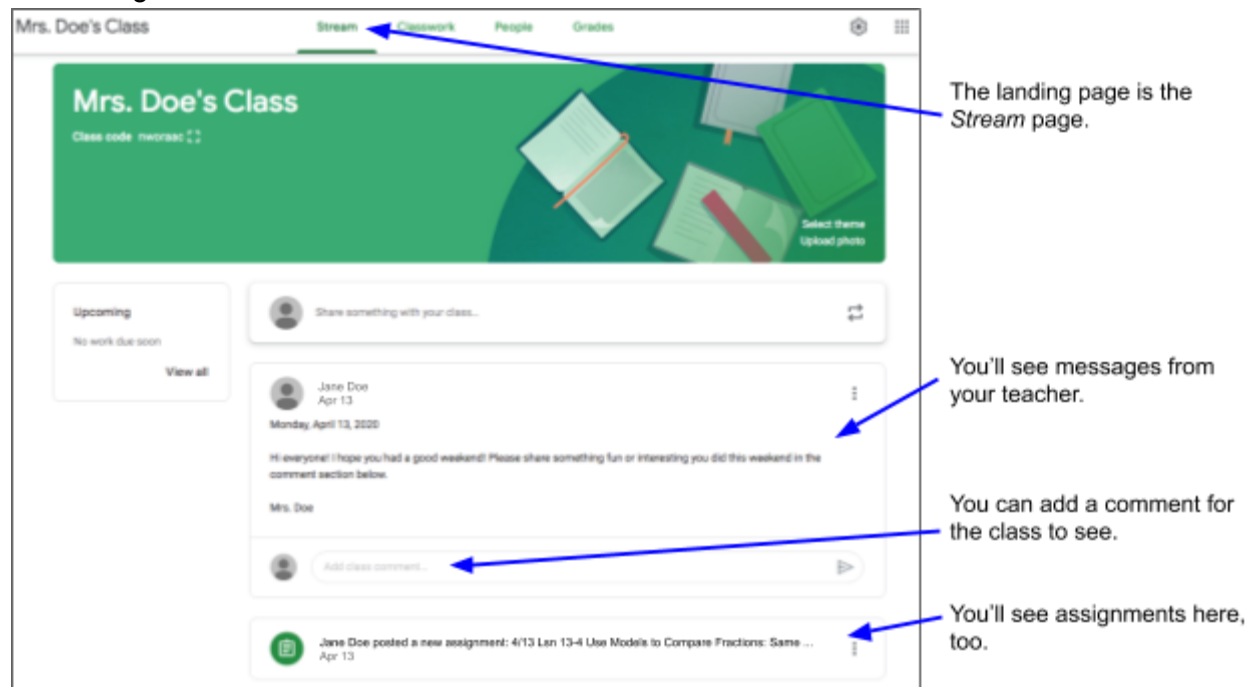 Mrs. Doe's Class
Stream Classwork People Grades
The landing page is the
Stream page.
Mrs. Doe's Class
Class code nworsac
Select theme
Upload photo
Upcoming
No work due soon
View all
Share something with your class...
Jane Doe
Apr 13
Monday, April 13, 2020
Hi everyone! I hope you had a good weekend! Please share something fun or interesting you did this weekend in the
comment section below.
Mrs. Doe
You'll see messages from
your teacher.
Add class comment...
You can add a comment for
the class to see.
Jane Doe posted a new assignment: 4/13 Lsn 13-4 Use Models to Compare Fractions: Same ...
Apr 13
You'll see assignments here,
too.